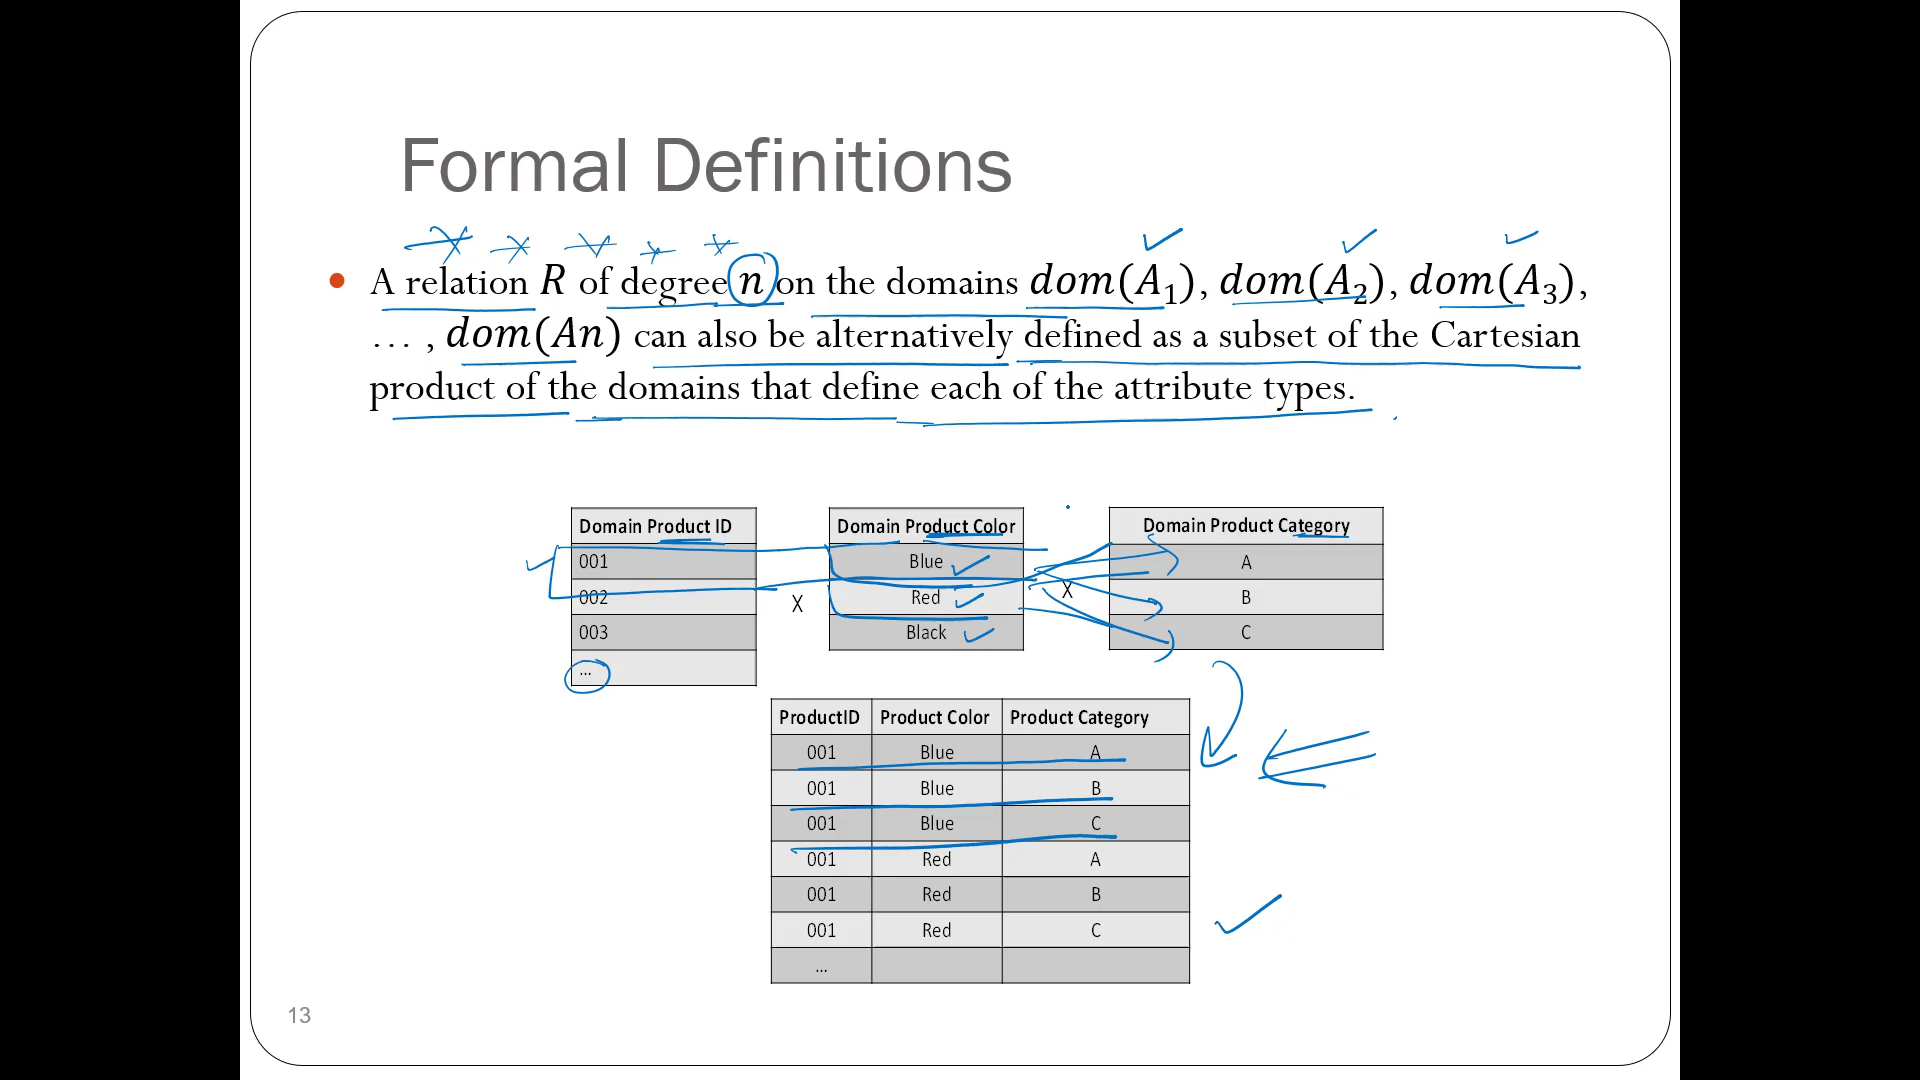 Formal Definitions
• A relation R of degree n on the domains dom(A₁), dom(A₂), dom(A₃),
… , dom(An) can also be alternatively defined as a subset of the Cartesian
product of the domains that define each of the attribute types.
Domain Product ID
001
002
003
...
X
Domain Product Color
Blue
Red
Black
X
Domain Product Category
A
B
C
ProductID Product Color Product Category
001 Blue A
001 Blue B
001 Blue C
001 Red A
001 Red B
001 Red C
...
13